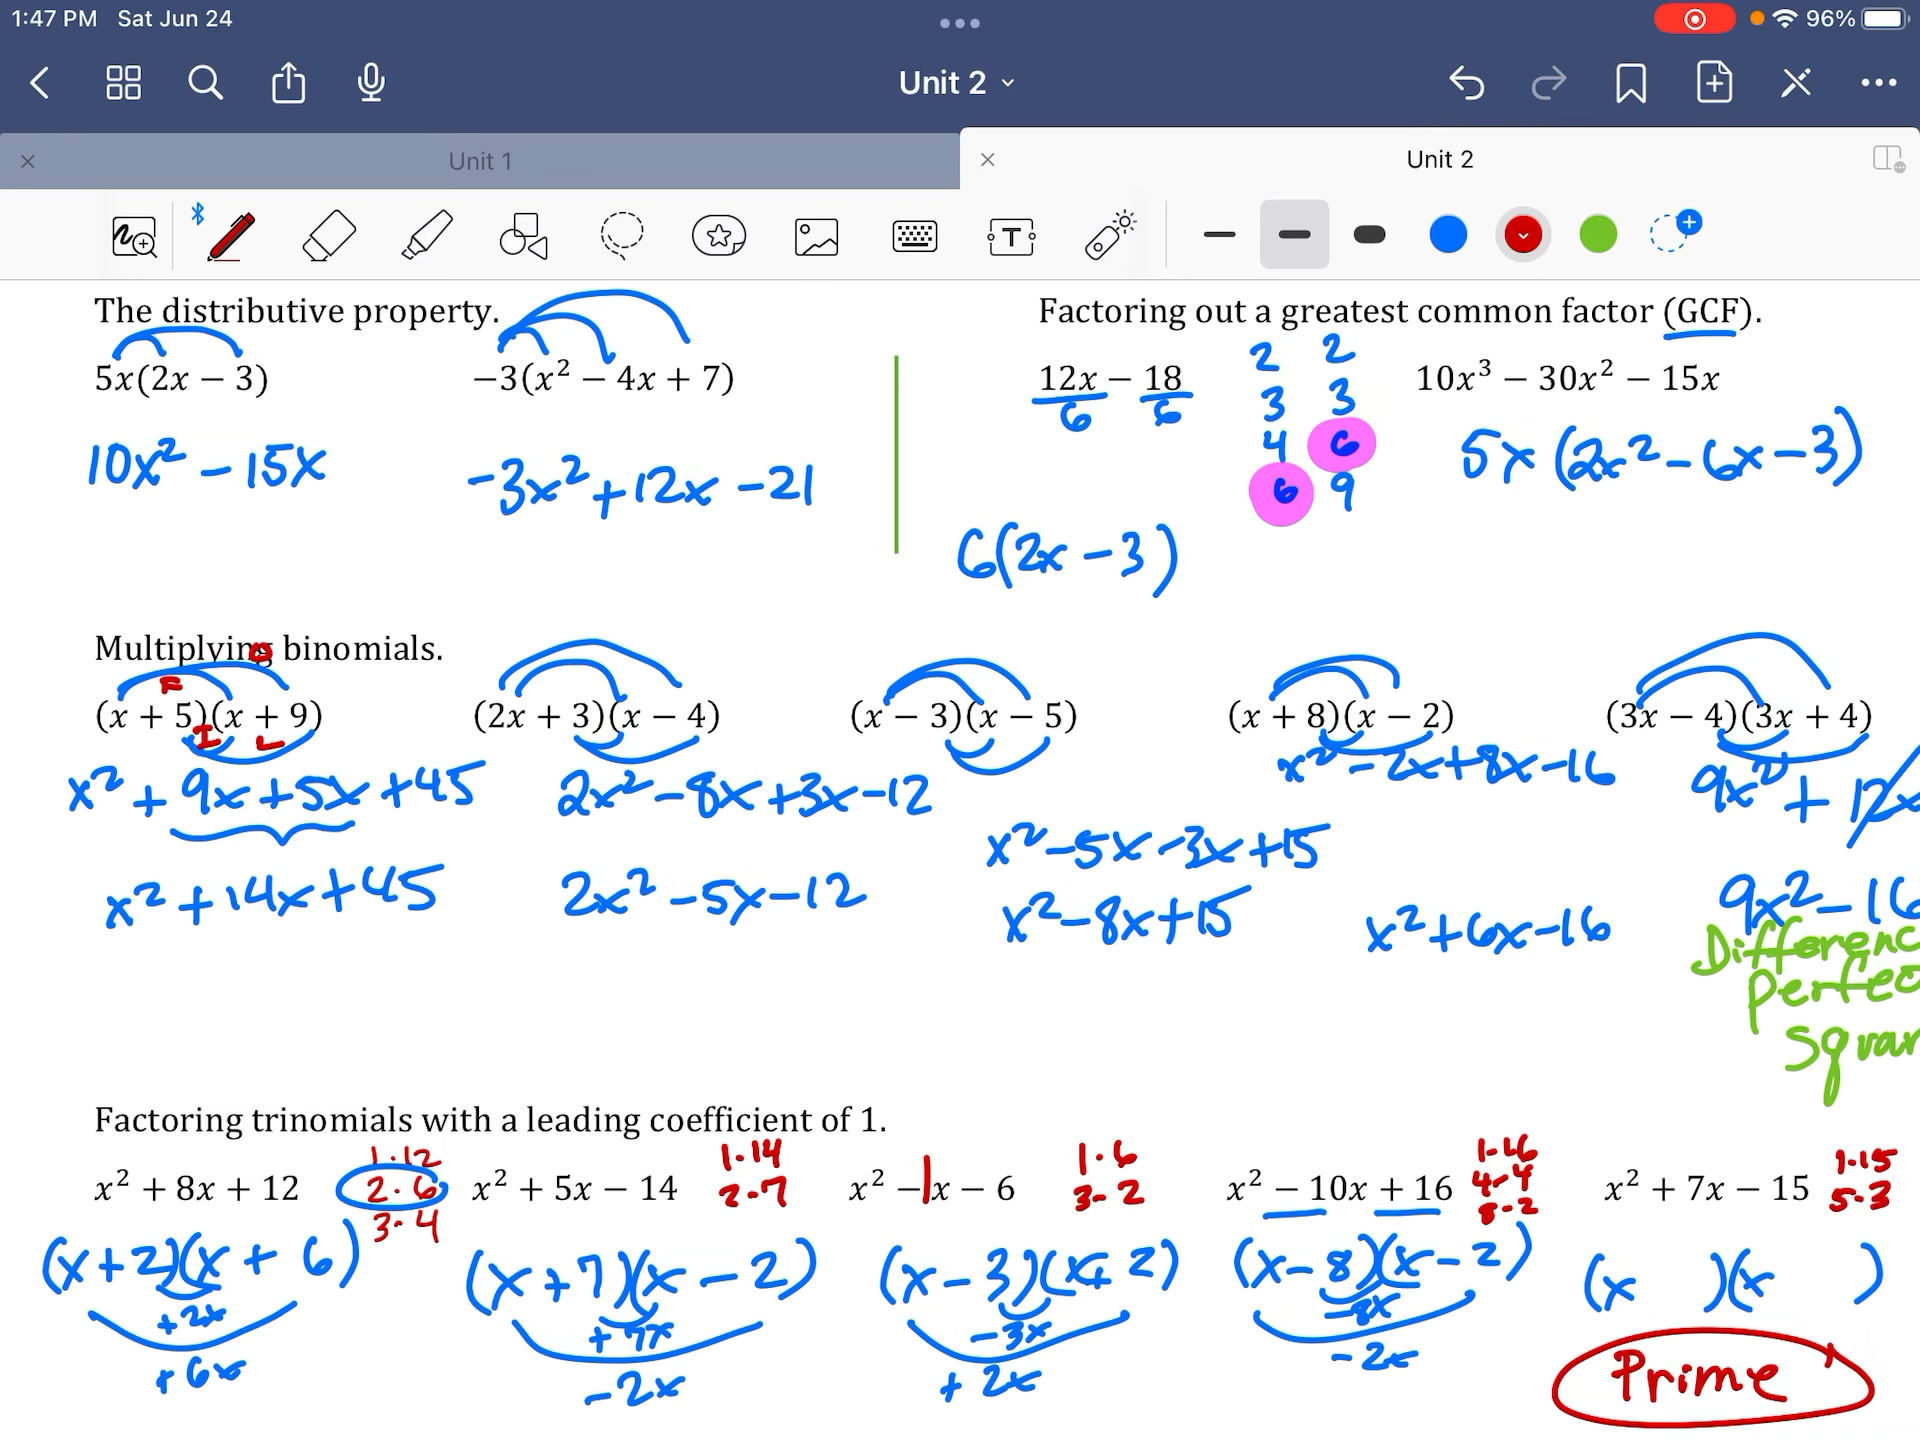 1:47 PM Sat Jun 24
96%
Unit 2
Unit 1
Unit 2
The distributive property.
Factoring out a greatest common factor (GCF).
5x(2x − 3)
−3(x² − 4x + 7)
12x − 18
6 6
2 2
3 3
4 6
6 9
10x³ − 30x² − 15x
10x² − 15x
−3x² + 12x − 21
5x (2x² − 6x − 3)
6(2x − 3)
Multiplying binomials.
F O I L
(x + 5)(x + 9)
(2x + 3)(x − 4)
(x − 3)(x − 5)
(x + 8)(x − 2)
(3x − 4)(3x + 4)
x² + 9x + 5x + 45
2x² − 8x + 3x − 12
x² − 5x − 3x + 15
x² − 2x + 8x − 16
9x² + 12x
x² + 14x + 45
2x² − 5x − 12
x² − 8x + 15
x² + 6x − 16
9x² − 16
Differenc
perfec
squar
Factoring trinomials with a leading coefficient of 1.
x² + 8x + 12
1·12
2·6
3·4
x² + 5x − 14
1·14
2·7
x² − 1x − 6
1·6
3·2
x² − 10x + 16
1·16
4·4
8·2
x² + 7x − 15
1·15
5·3
(x + 2)(x + 6)
+2x
+6x
(x + 7)(x − 2)
+7x
−2x
(x − 3)(x + 2)
−3x
+2x
(x − 8)(x − 2)
−8x
−2x
(x )(x )
Prime